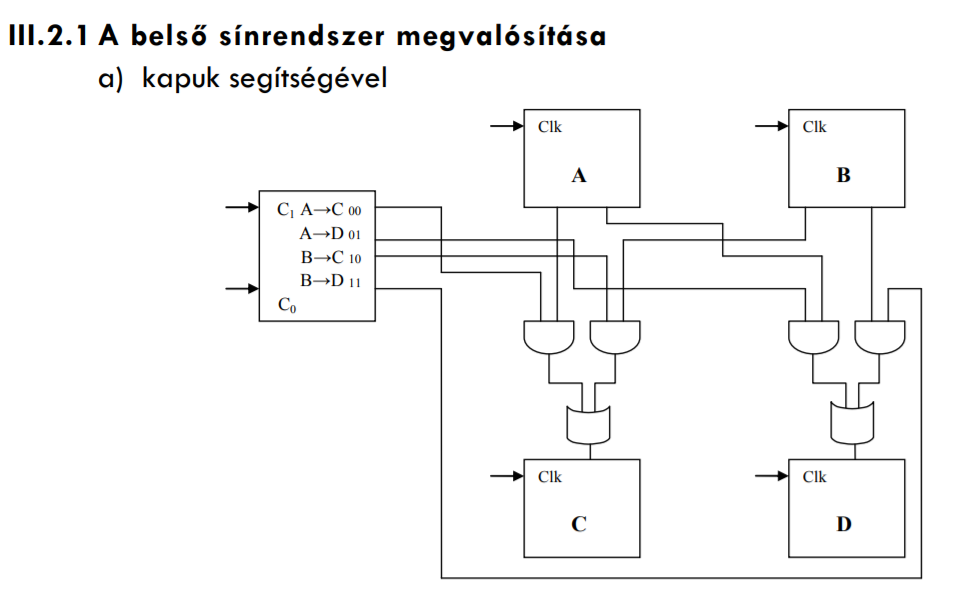 III.2.1 A belső sínrendszer megvalósítása
a) kapuk segítségével
Clk
A
Clk
B
C₁ A→C 00
A→D 01
B→C 10
B→D 11
C₀
Clk
C
Clk
D